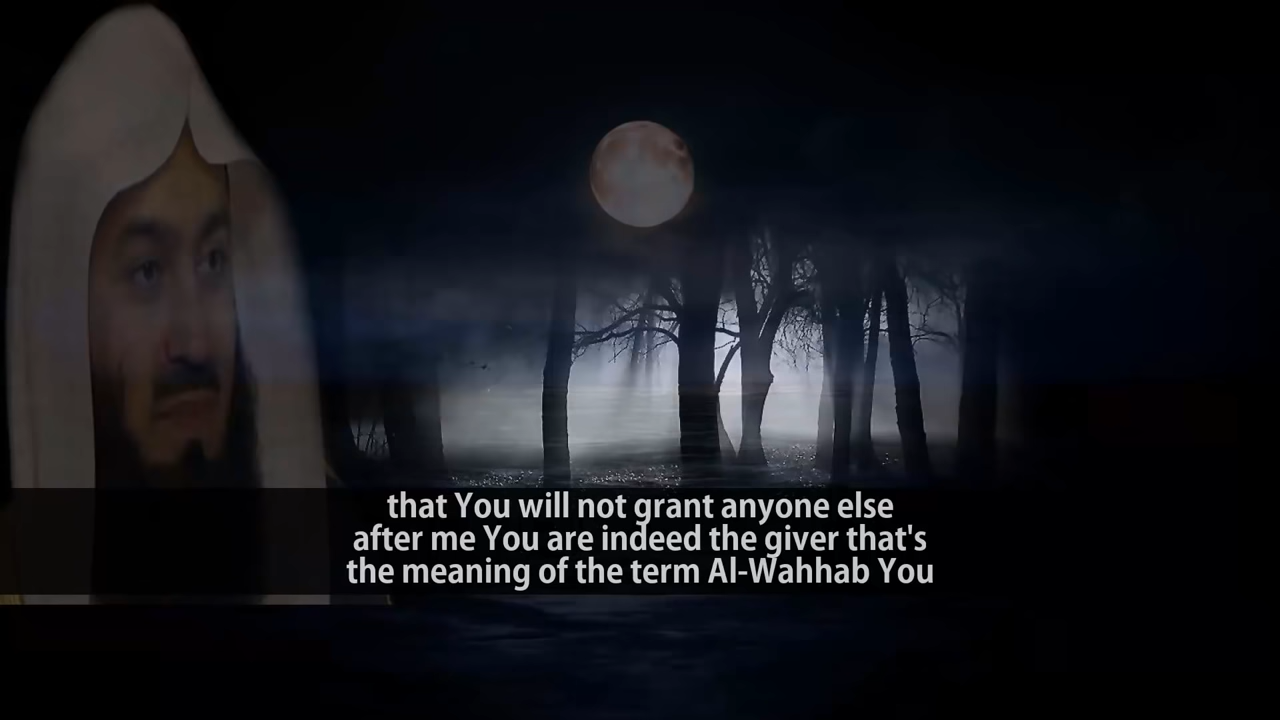 that You will not grant anyone else
after me You are indeed the giver that's
the meaning of the term Al-Wahhab You